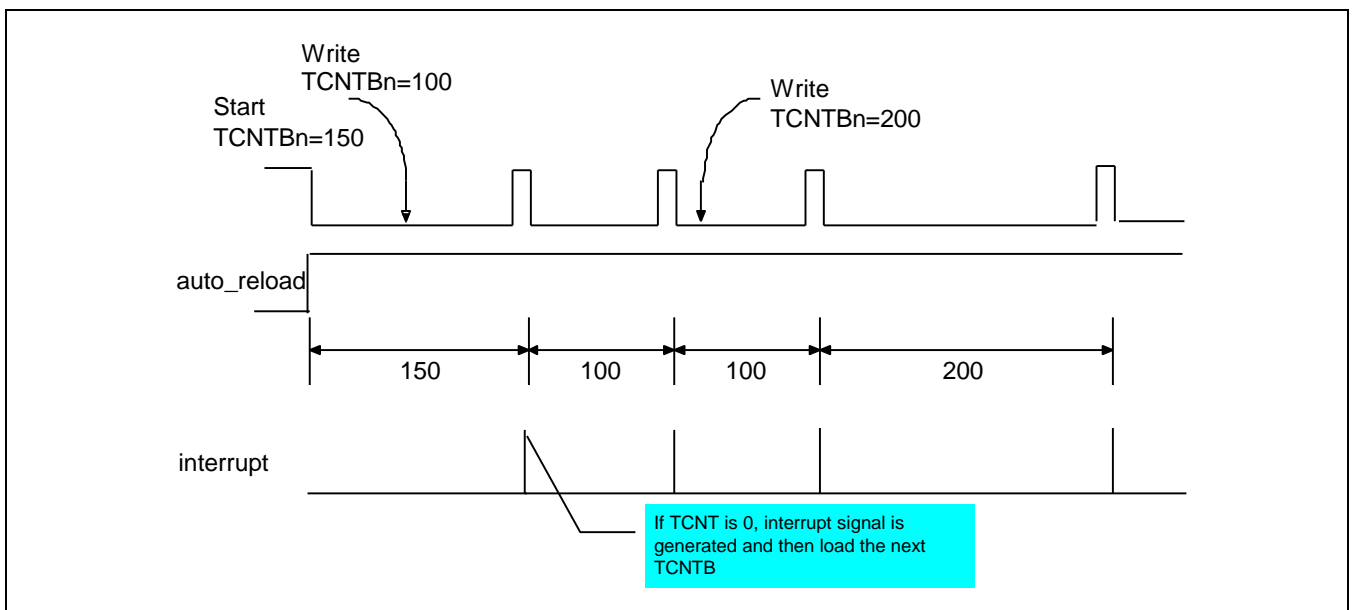 Write
TCNTBn=100
Start
TCNTBn=150
Write
TCNTBn=200
auto_reload
150
100
100
200
interrupt
If TCNT is 0, interrupt signal is
generated and then load the next
TCNTB